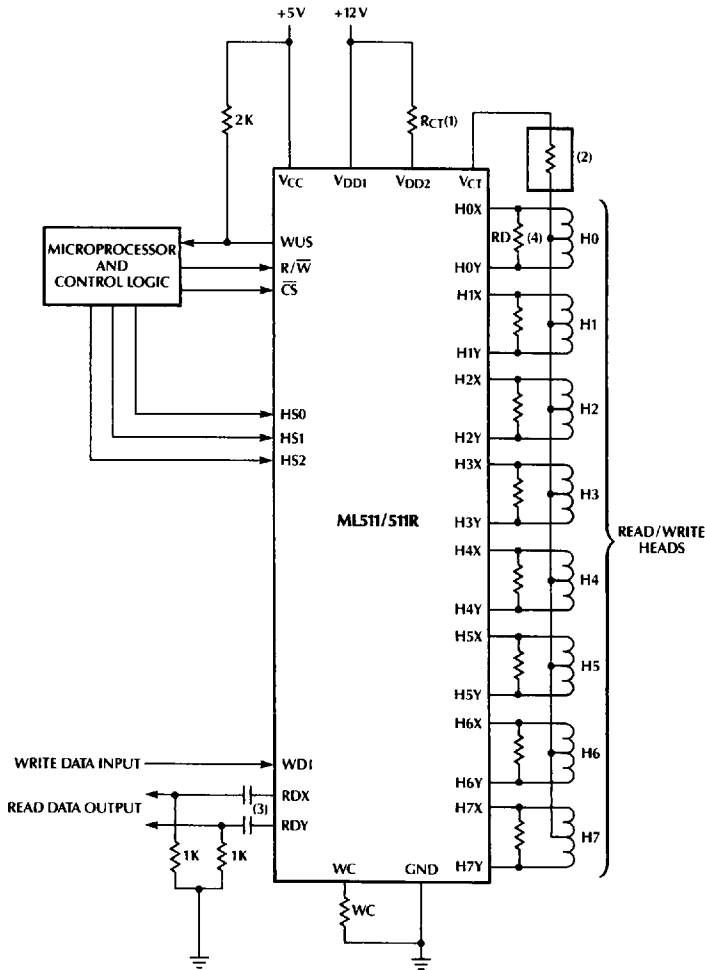 +5V
+12V
2K
RCT(1)
(2)
VCC
VDD1
VDD2
VCT
MICROPROCESSOR
AND
CONTROL LOGIC
WUS
R/W̅
C̅S̅
HS0
HS1
HS2
ML511/511R
H0X
RD
(4)
H0Y
H0
H1X
H1Y
H1
H2X
H2Y
H2
H3X
H3Y
H3
H4X
H4Y
H4
H5X
H5Y
H5
H6X
H6Y
H6
H7X
H7Y
H7
READ/WRITE
HEADS
WRITE DATA INPUT
WDI
READ DATA OUTPUT
RDX
(3)
RDY
1K
1K
WC
GND
WC